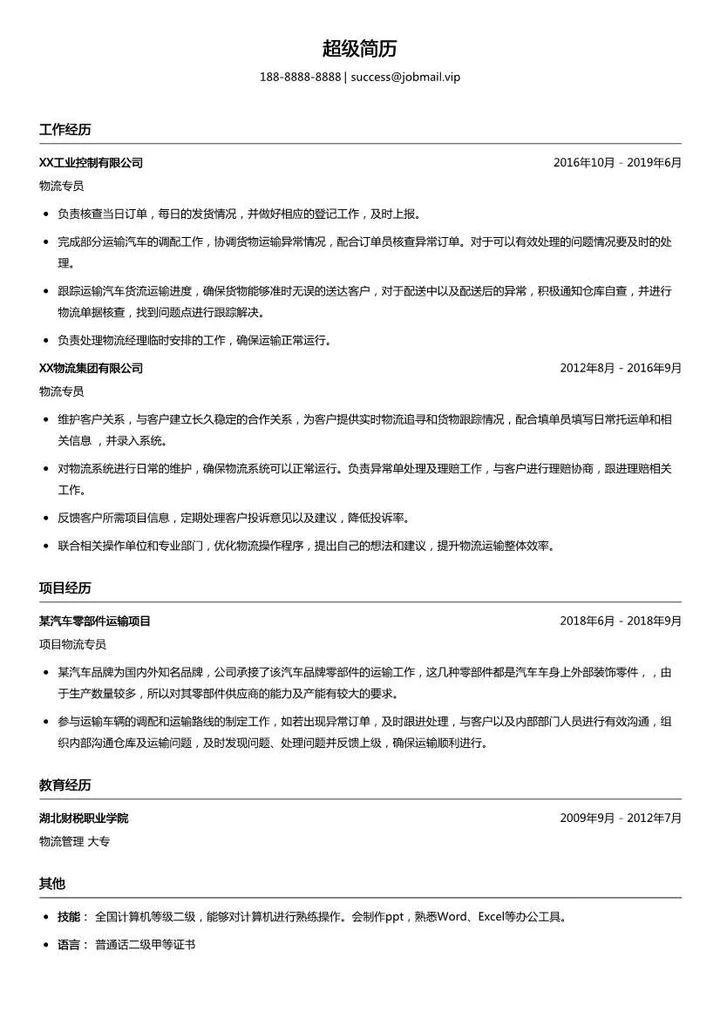 超级简历
188-8888-8888 | success@jobmail.vip
工作经历
XX工业控制有限公司 2016年10月 - 2019年6月
物流专员
• 负责核查当日订单，每日的发货情况，并做好相应的登记工作，及时上报。
• 完成部分运输汽车的调配工作，协调货物运输异常情况，配合订单员核查异常订单。对于可以有效处理的问题情况要及时的处
理。
• 跟踪运输汽车货流运输进度，确保货物能够准时无误的送达客户，对于配送中以及配送后的异常，积极通知仓库自查，并进行
物流单据核查，找到问题点进行跟踪解决。
• 负责处理物流经理临时安排的工作，确保运输正常运行。
XX物流集团有限公司 2012年8月 - 2016年9月
物流专员
• 维护客户关系，与客户建立长久稳定的合作关系，为客户提供实时物流追寻和货物跟踪情况，配合填单员填写日常托运单和相
关信息 ，并录入系统。
• 对物流系统进行日常的维护，确保物流系统可以正常运行。负责异常单处理及理赔工作，与客户进行理赔协商，跟进理赔相关
工作。
• 反馈客户所需项目信息，定期处理客户投诉意见以及建议，降低投诉率。
• 联合相关操作单位和专业部门，优化物流操作程序，提出自己的想法和建议，提升物流运输整体效率。
项目经历
某汽车零部件运输项目 2018年6月 - 2018年9月
项目物流专员
• 某汽车品牌为国内外知名品牌，公司承接了该汽车品牌零部件的运输工作，这几种零部件都是汽车车身上外部装饰零件，，由
于生产数量较多，所以对其零部件供应商的能力及产能有较大的要求。
• 参与运输车辆的调配和运输路线的制定工作，如若出现异常订单，及时跟进处理，与客户以及内部部门人员进行有效沟通，组
织内部沟通仓库及运输问题，及时发现问题、处理问题并反馈上级，确保运输顺利进行。
教育经历
湖北财税职业学院 2009年9月 - 2012年7月
物流管理 大专
其他
• 技能： 全国计算机等级二级，能够对计算机进行熟练操作。会制作ppt，熟悉Word、Excel等办公工具。
• 语言： 普通话二级甲等证书